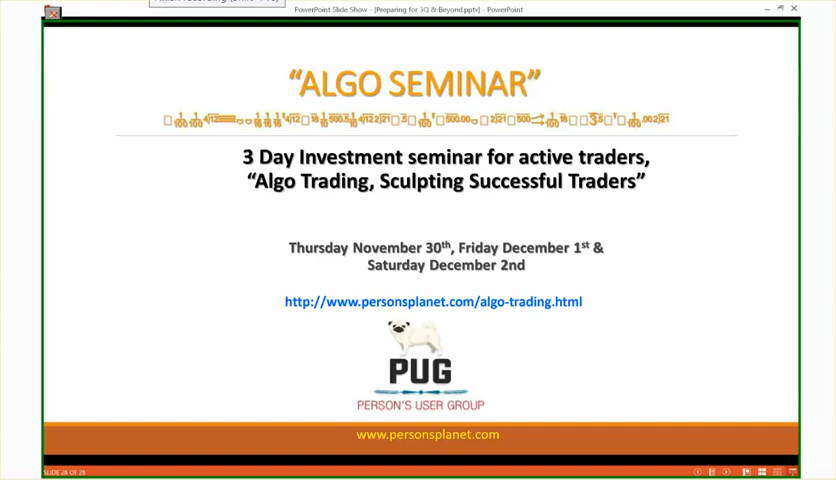 PowerPoint Slide Show - [Preparing for 3Q & Beyond.pptv] - PowerPoint
“ALGO SEMINAR”
3 Day Investment seminar for active traders,
“Algo Trading, Sculpting Successful Traders”
Thursday November 30th, Friday December 1st &
Saturday December 2nd
http://www.personsplanet.com/algo-trading.html
PUG
PERSON'S USER GROUP
www.personsplanet.com
SLIDE 28 OF 28